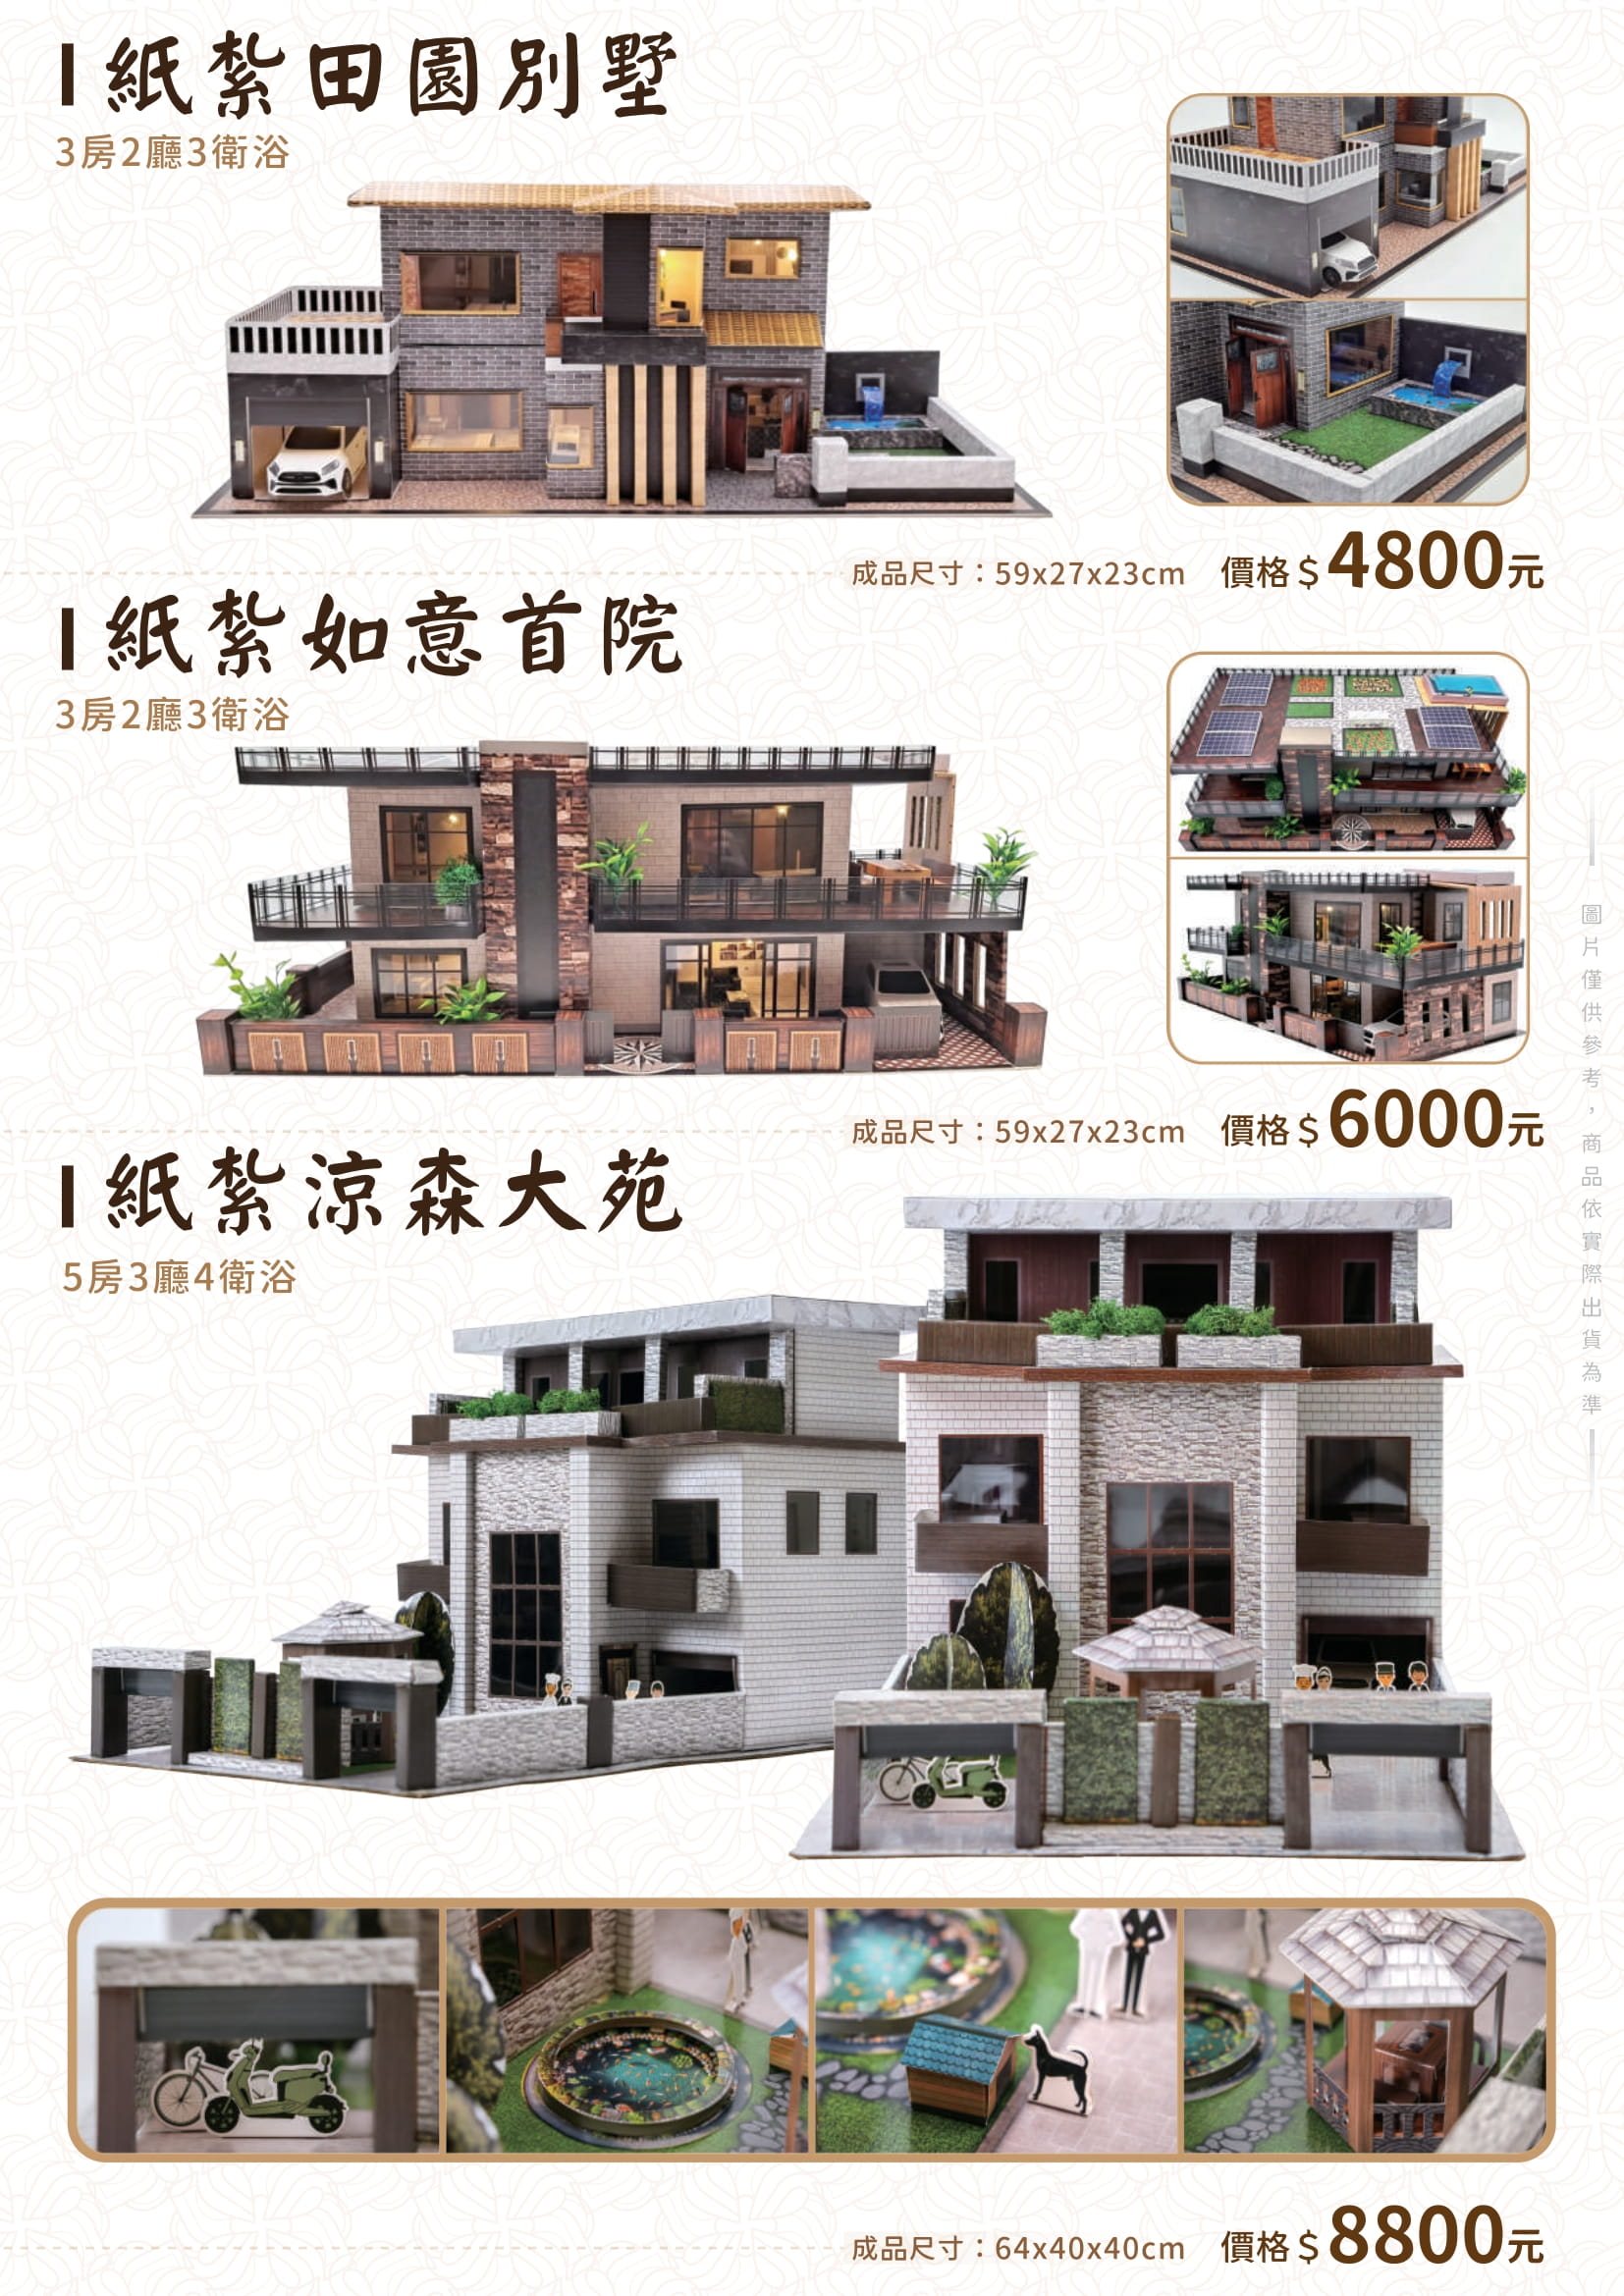 紙紮田園別墅
3房2廳3衛浴
成品尺寸：59x27x23cm 價格$4800元
紙紮如意首院
3房2廳3衛浴
成品尺寸：59x27x23cm 價格$6000元
紙紮涼森大苑
5房3廳4衛浴
成品尺寸：64x40x40cm 價格$8800元
圖片僅供參考，商品依實際出貨為準